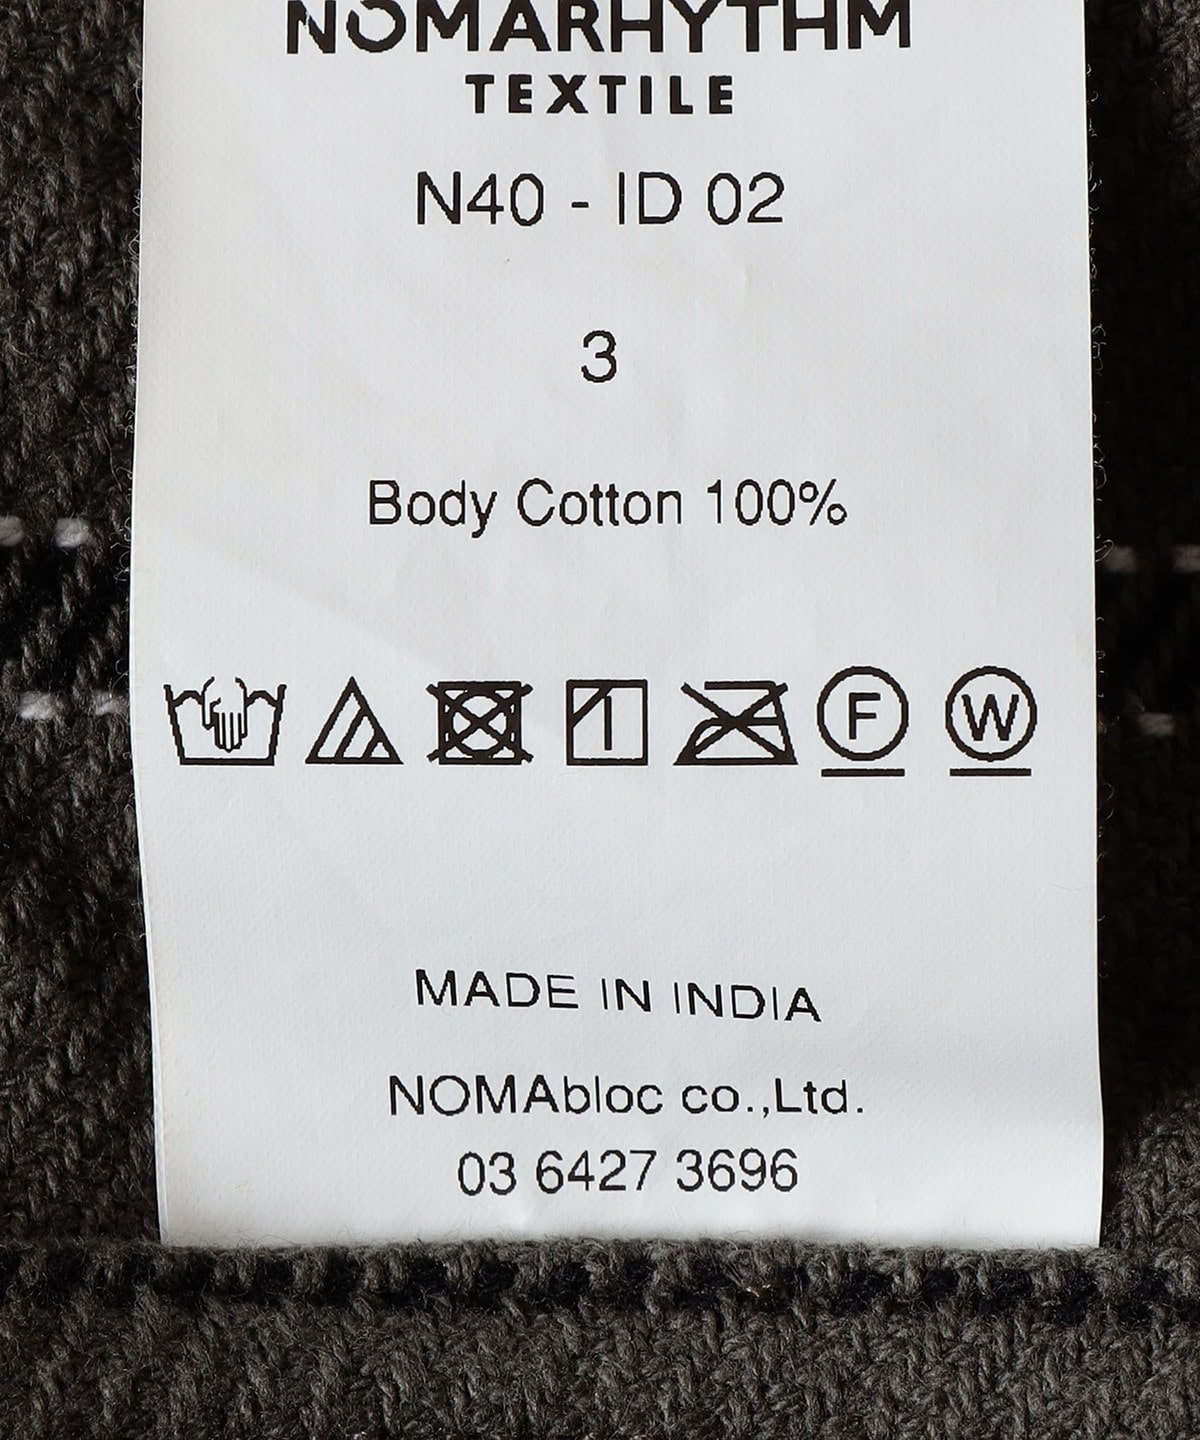 NOMARHYTHM
TEXTILE
N40 - ID 02
3
Body Cotton 100%
F W
MADE IN INDIA
NOMAbloc co.,Ltd.
03 6427 3696